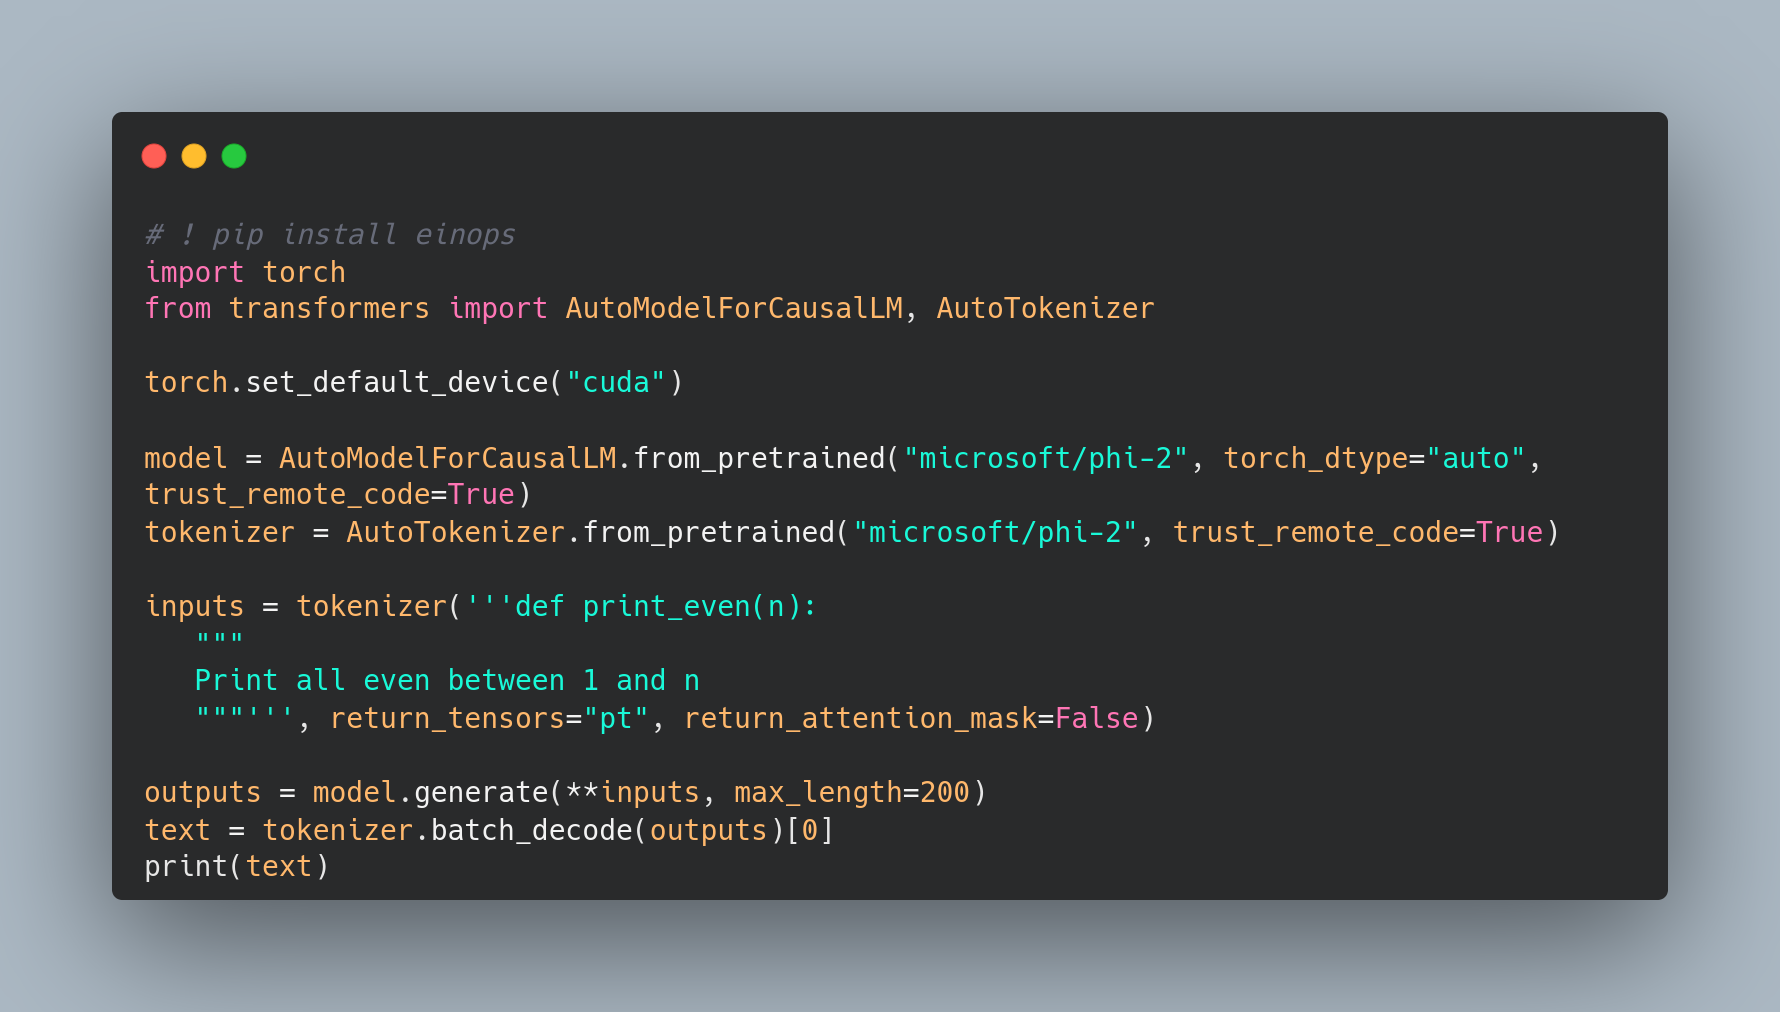 # ! pip install einops
import torch
from transformers import AutoModelForCausalLM, AutoTokenizer

torch.set_default_device("cuda")

model = AutoModelForCausalLM.from_pretrained("microsoft/phi-2", torch_dtype="auto",
trust_remote_code=True)
tokenizer = AutoTokenizer.from_pretrained("microsoft/phi-2", trust_remote_code=True)

inputs = tokenizer('''def print_even(n):
   """
   Print all even between 1 and n
   """''', return_tensors="pt", return_attention_mask=False)

outputs = model.generate(**inputs, max_length=200)
text = tokenizer.batch_decode(outputs)[0]
print(text)